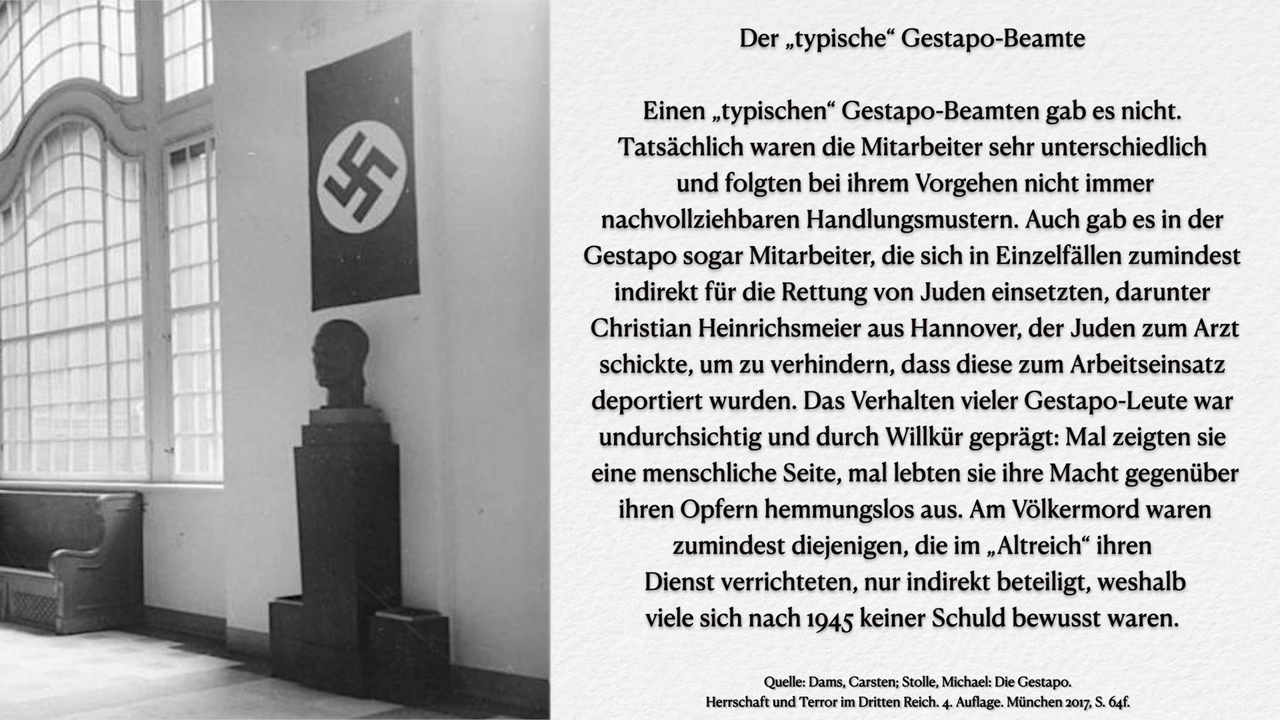 Der „typische“ Gestapo-Beamte
Einen „typischen“ Gestapo-Beamten gab es nicht.
Tatsächlich waren die Mitarbeiter sehr unterschiedlich
und folgten bei ihrem Vorgehen nicht immer
nachvollziehbaren Handlungsmustern. Auch gab es in der
Gestapo sogar Mitarbeiter, die sich in Einzelfällen zumindest
indirekt für die Rettung von Juden einsetzten, darunter
Christian Heinrichsmeier aus Hannover, der Juden zum Arzt
schickte, um zu verhindern, dass diese zum Arbeitseinsatz
deportiert wurden. Das Verhalten vieler Gestapo-Leute war
undurchsichtig und durch Willkür geprägt: Mal zeigten sie
eine menschliche Seite, mal lebten sie ihre Macht gegenüber
ihren Opfern hemmungslos aus. Am Völkermord waren
zumindest diejenigen, die im „Altreich“ ihren
Dienst verrichteten, nur indirekt beteiligt, weshalb
viele sich nach 1945 keiner Schuld bewusst waren.
Quelle: Dams, Carsten; Stolle, Michael: Die Gestapo.
Herrschaft und Terror im Dritten Reich. 4. Auflage. München 2017, S. 64f.